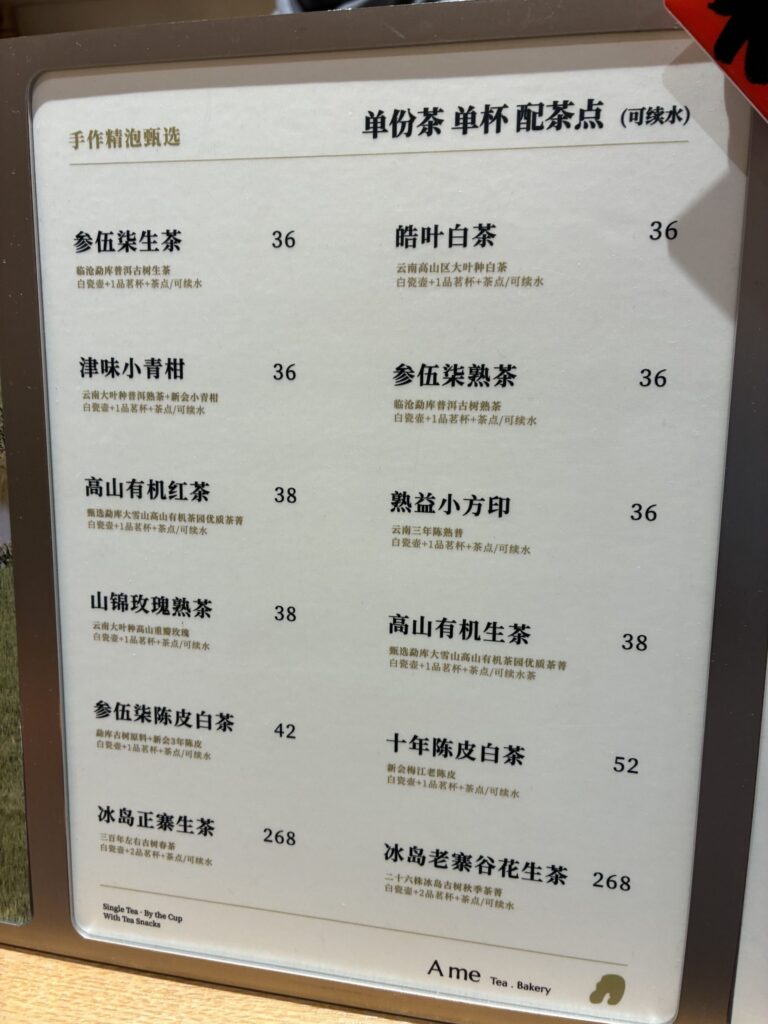 手作精泡甄选
单份茶 单杯 配茶点 (可续水)
参伍柒生茶 36
临沧勐库普洱古树生茶
白瓷壶+1品茗杯+茶点/可续水
津味小青柑 36
云南大叶种普洱熟茶+新会小青柑
白瓷壶+1品茗杯+茶点/可续水
高山有机红茶 38
甄选勐库大雪山高山有机茶园优质茶菁
白瓷壶+1品茗杯+茶点/可续水
山锦玫瑰熟茶 38
云南大叶种高山重瓣玫瑰
白瓷壶+1品茗杯+茶点/可续水
参伍柒陈皮白茶 42
勐库古树原料+新会3年陈皮
白瓷壶+1品茗杯+茶点/可续水
冰岛正寨生茶 268
三百年左右古树春茶
白瓷壶+2品茗杯+茶点/可续水
皓叶白茶 36
云南高山区大叶种白茶
白瓷壶+1品茗杯+茶点/可续水
参伍柒熟茶 36
临沧勐库普洱古树熟茶
白瓷壶+1品茗杯+茶点/可续水
熟益小方印 36
云南三年陈熟普
白瓷壶+1品茗杯+茶点/可续水
高山有机生茶 38
甄选勐库大雪山高山有机茶园优质茶菁
白瓷壶+1品茗杯+茶点/可续水茶
十年陈皮白茶 52
新会梅江老陈皮
白瓷壶+1品茗杯+茶点/可续水
冰岛老寨谷花生茶 268
二十六株冰岛古树秋季茶菁
白瓷壶+2品茗杯+茶点/可续水
Single Tea · By the Cup
With Tea Snacks
Ame Tea . Bakery